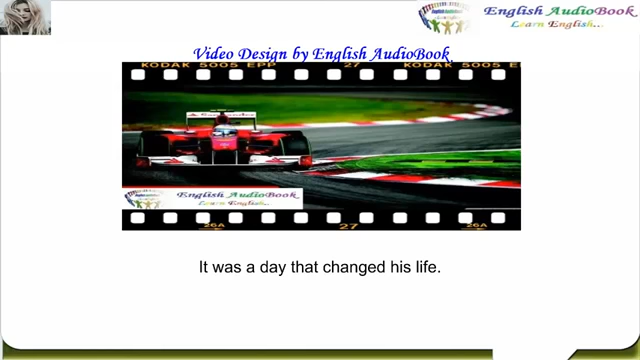 English AudioBook
Learn English...
Video Design by English AudioBook
KODAK 5005 EPP 27 KODAK 5005 E
Santander
English AudioBook
Learn English...
26A 27 26A
It was a day that changed his life.